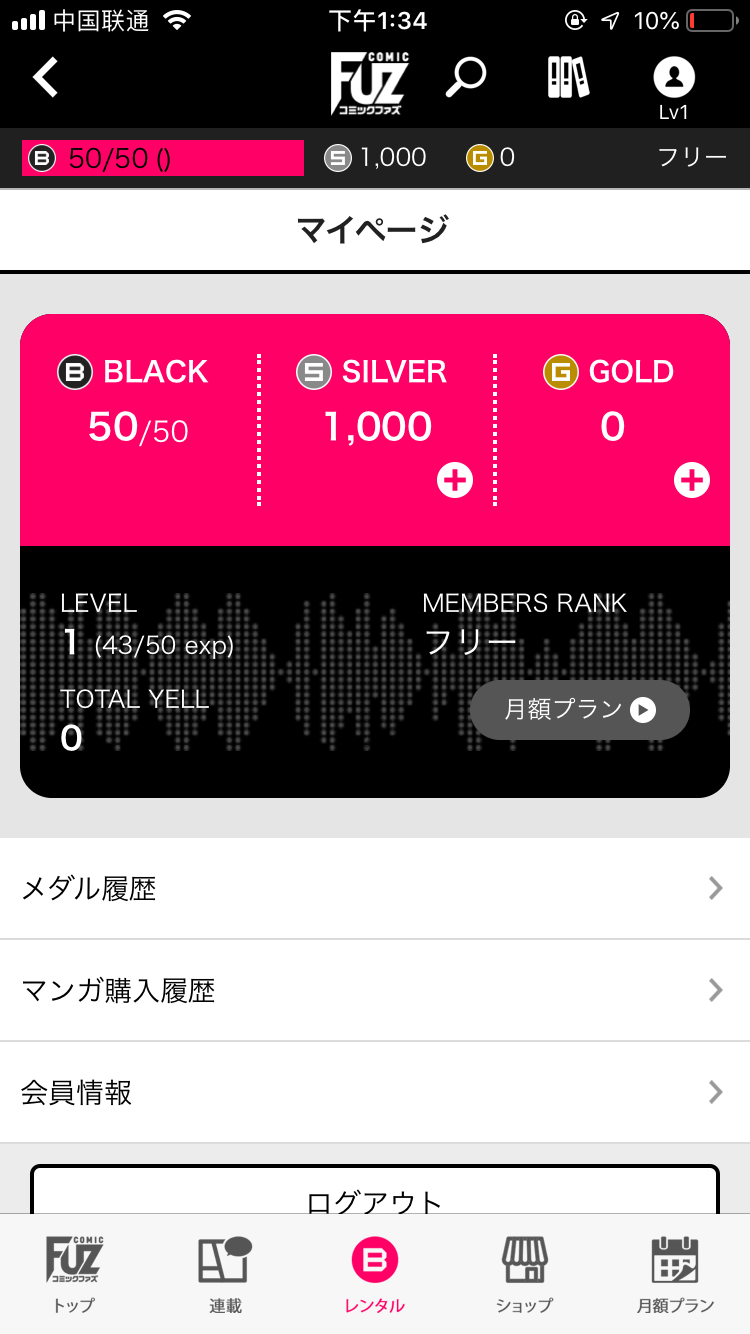 中国联通 下午1:34 10%
COMIC
FUZ
コミックファズ
Lv1
B 50/50 () S 1,000 G 0 フリー
マイページ
B BLACK S SILVER G GOLD
50/50 1,000 0
LEVEL MEMBERS RANK
1 (43/50 exp) フリー
TOTAL YELL
0 月額プラン
メダル履歴
マンガ購入履歴
会員情報
ログアウト
COMIC
FUZ
コミックファズ
B
トップ 連載 レンタル ショップ 月額プラン